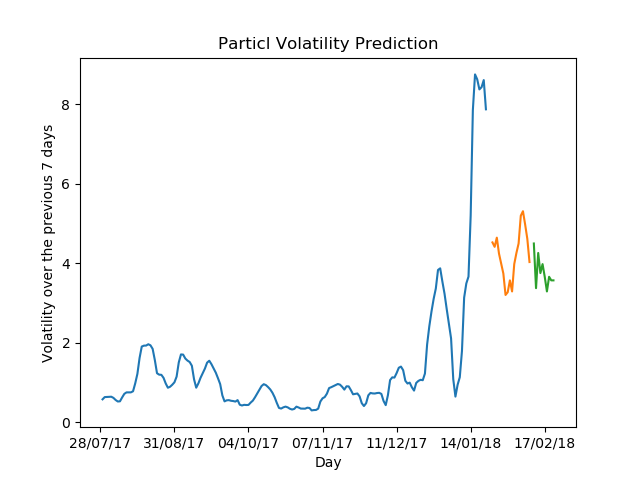 Particl Volatility Prediction
Volatility over the previous 7 days
8
6
4
2
0
28/07/17 31/08/17 04/10/17 07/11/17 11/12/17 14/01/18 17/02/18
Day